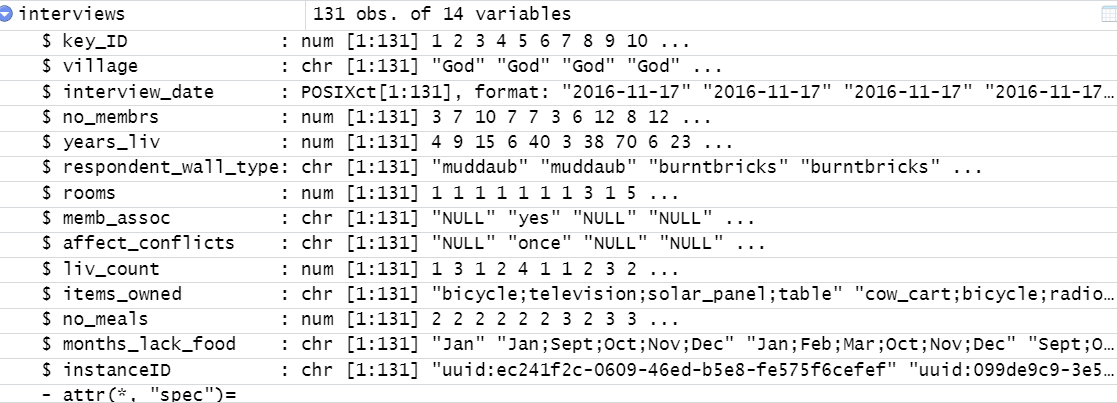 interviews 131 obs. of 14 variables
$ key_ID : num [1:131] 1 2 3 4 5 6 7 8 9 10 ...
$ village : chr [1:131] "God" "God" "God" "God" ...
$ interview_date : POSIXct[1:131], format: "2016-11-17" "2016-11-17" "2016-11-17" "2016-11-17...
$ no_membrs : num [1:131] 3 7 10 7 7 3 6 12 8 12 ...
$ years_liv : num [1:131] 4 9 15 6 40 3 38 70 6 23 ...
$ respondent_wall_type: chr [1:131] "muddaub" "muddaub" "burntbricks" "burntbricks" ...
$ rooms : num [1:131] 1 1 1 1 1 1 1 3 1 5 ...
$ memb_assoc : chr [1:131] "NULL" "yes" "NULL" "NULL" ...
$ affect_conflicts : chr [1:131] "NULL" "once" "NULL" "NULL" ...
$ liv_count : num [1:131] 1 3 1 2 4 1 1 2 3 2 ...
$ items_owned : chr [1:131] "bicycle;television;solar_panel;table" "cow_cart;bicycle;radio...
$ no_meals : num [1:131] 2 2 2 2 2 2 3 2 3 3 ...
$ months_lack_food : chr [1:131] "Jan" "Jan;Sept;Oct;Nov;Dec" "Jan;Feb;Mar;Oct;Nov;Dec" "Sept;O...
$ instanceID : chr [1:131] "uuid:ec241f2c-0609-46ed-b5e8-fe575f6cefef" "uuid:099de9c9-3e5...
- attr(*, "spec")=